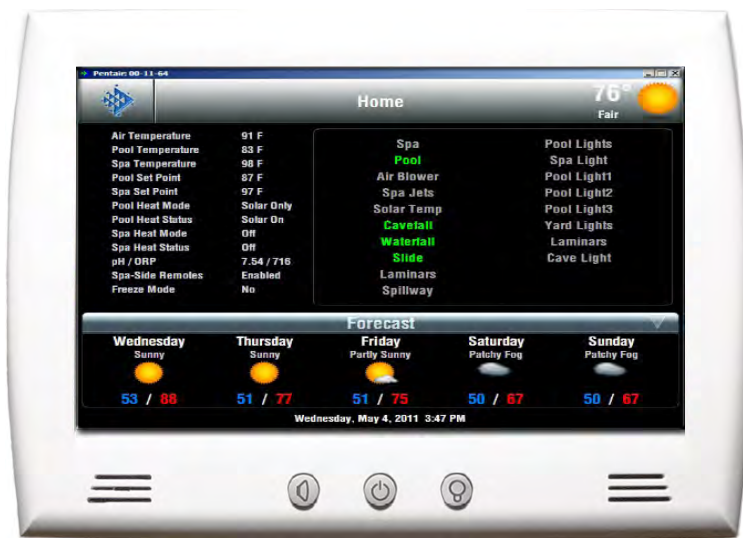 Pentair: 00-11-64
Home
76°
Fair
Air Temperature 91 F
Pool Temperature 83 F
Spa Temperature 98 F
Pool Set Point 87 F
Spa Set Point 97 F
Pool Heat Mode Solar Only
Pool Heat Status Solar On
Spa Heat Mode Off
Spa Heat Status Off
pH / ORP 7.54 / 716
Spa-Side Remotes Enabled
Freeze Mode No
Spa
Pool
Air Blower
Spa Jets
Solar Temp
Cavefall
Waterfall
Slide
Laminars
Spillway
Pool Lights
Spa Light
Pool Light1
Pool Light2
Pool Light3
Yard Lights
Laminars
Cave Light
Forecast
Wednesday Thursday Friday Saturday Sunday
Sunny Sunny Partly Sunny Patchy Fog Patchy Fog
53 / 88 51 / 77 51 / 75 50 / 67 50 / 67
Wednesday, May 4, 2011 3:47 PM